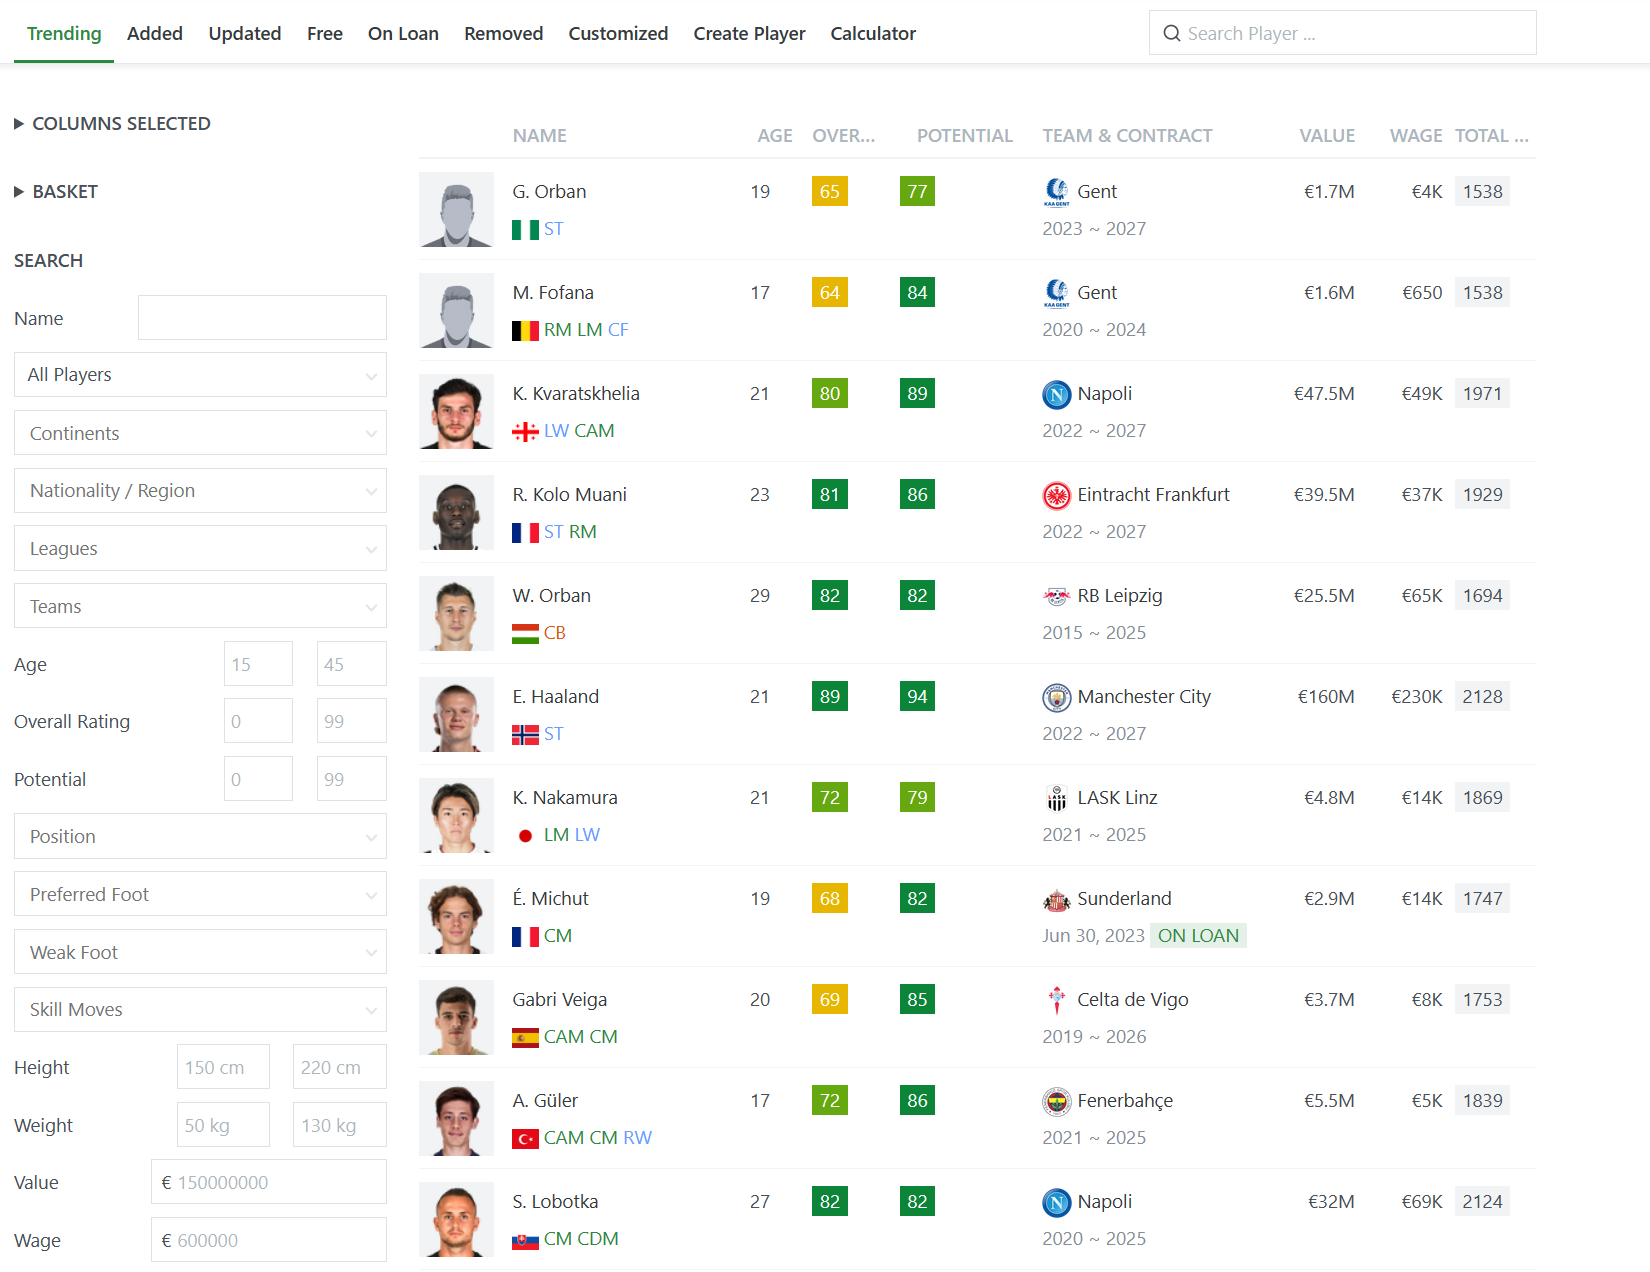 Trending Added Updated Free On Loan Removed Customized Create Player Calculator Search Player ...
COLUMNS SELECTED
BASKET
SEARCH
Name
All Players
Continents
Nationality / Region
Leagues
Teams
Age 15 45
Overall Rating 0 99
Potential 0 99
Position
Preferred Foot
Weak Foot
Skill Moves
Height 150 cm 220 cm
Weight 50 kg 130 kg
Value € 150000000
Wage € 600000
NAME AGE OVER... POTENTIAL TEAM & CONTRACT VALUE WAGE TOTAL ...
G. Orban 19 65 77 Gent €1.7M €4K 1538
ST 2023 ~ 2027
M. Fofana 17 64 84 Gent €1.6M €650 1538
RM LM CF 2020 ~ 2024
K. Kvaratskhelia 21 80 89 Napoli €47.5M €49K 1971
LW CAM 2022 ~ 2027
R. Kolo Muani 23 81 86 Eintracht Frankfurt €39.5M €37K 1929
ST RM 2022 ~ 2027
W. Orban 29 82 82 RB Leipzig €25.5M €65K 1694
CB 2015 ~ 2025
E. Haaland 21 89 94 Manchester City €160M €230K 2128
ST 2022 ~ 2027
K. Nakamura 21 72 79 LASK Linz €4.8M €14K 1869
LM LW 2021 ~ 2025
É. Michut 19 68 82 Sunderland €2.9M €14K 1747
CM Jun 30, 2023 ON LOAN
Gabri Veiga 20 69 85 Celta de Vigo €3.7M €8K 1753
CAM CM 2019 ~ 2026
A. Güler 17 72 86 Fenerbahçe €5.5M €5K 1839
CAM CM RW 2021 ~ 2025
S. Lobotka 27 82 82 Napoli €32M €69K 2124
CM CDM 2020 ~ 2025